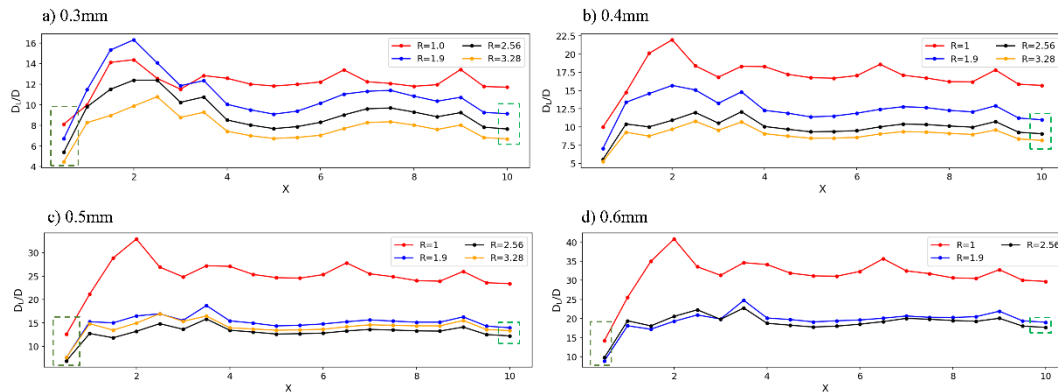 a) 0.3mm
R=1.0
R=1.9
R=2.56
R=3.28
16
14
12
10
8
6
4
D_L/D
2
4
6
8
10
X
b) 0.4mm
R=1
R=1.9
R=2.56
R=3.28
22.5
20.0
17.5
15.0
12.5
10.0
7.5
5.0
D_L/D
2
4
6
8
10
X
c) 0.5mm
R=1
R=1.9
R=2.56
R=3.28
30
25
20
15
10
D_L/D
2
4
6
8
10
X
d) 0.6mm
R=1
R=1.9
R=2.56
40
35
30
25
20
15
10
D_L/D
2
4
6
8
10
X